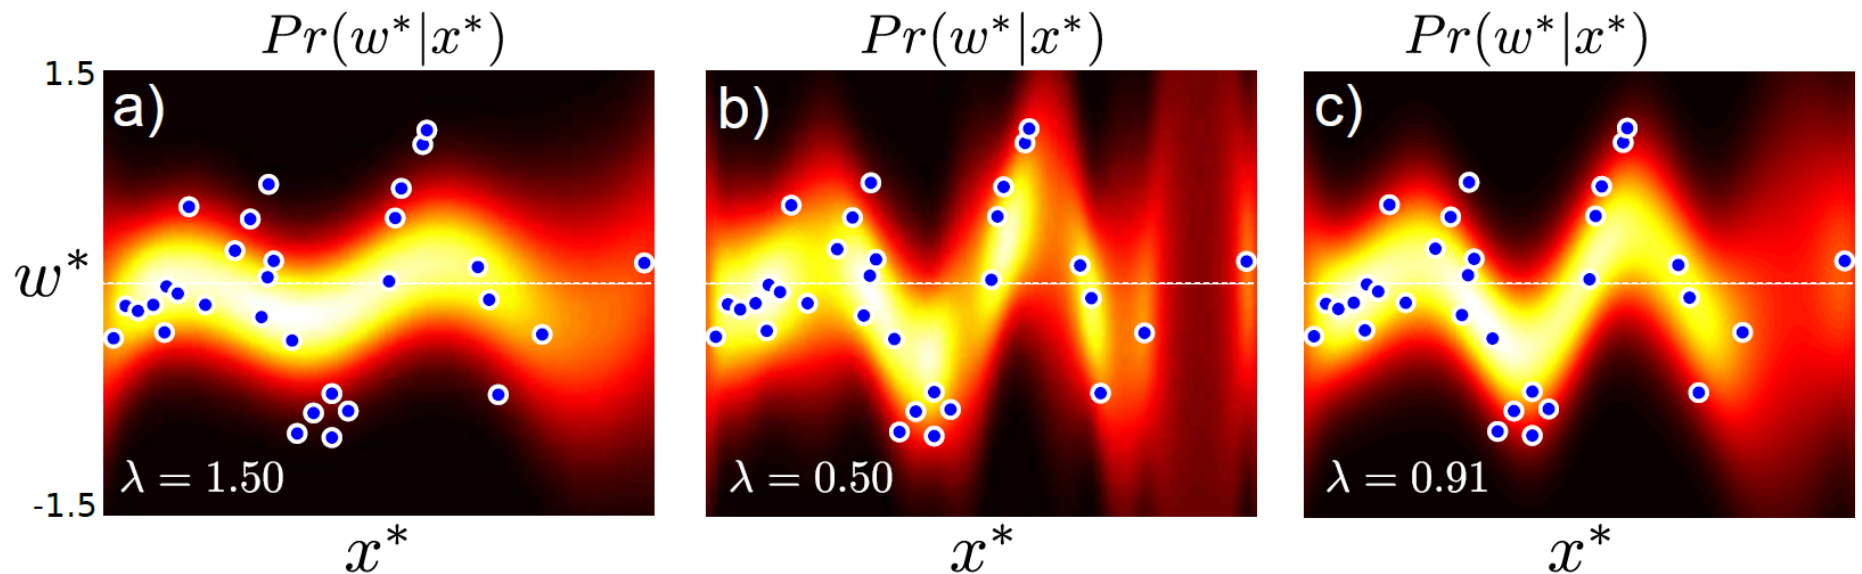 Pr(w*|x*) Pr(w*|x*) Pr(w*|x*)
1.5
a) b) c)
w*
λ = 1.50 λ = 0.50 λ = 0.91
-1.5
x* x* x*